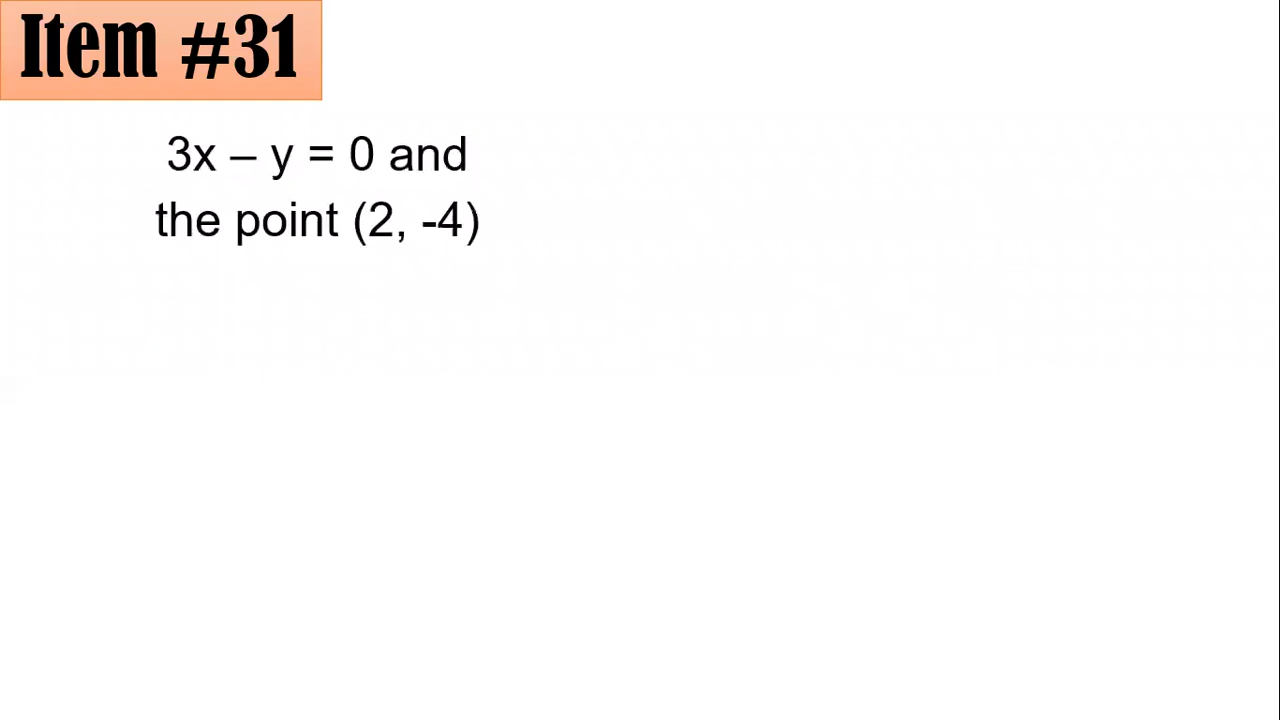 Item #31
3x – y = 0 and
the point (2, -4)